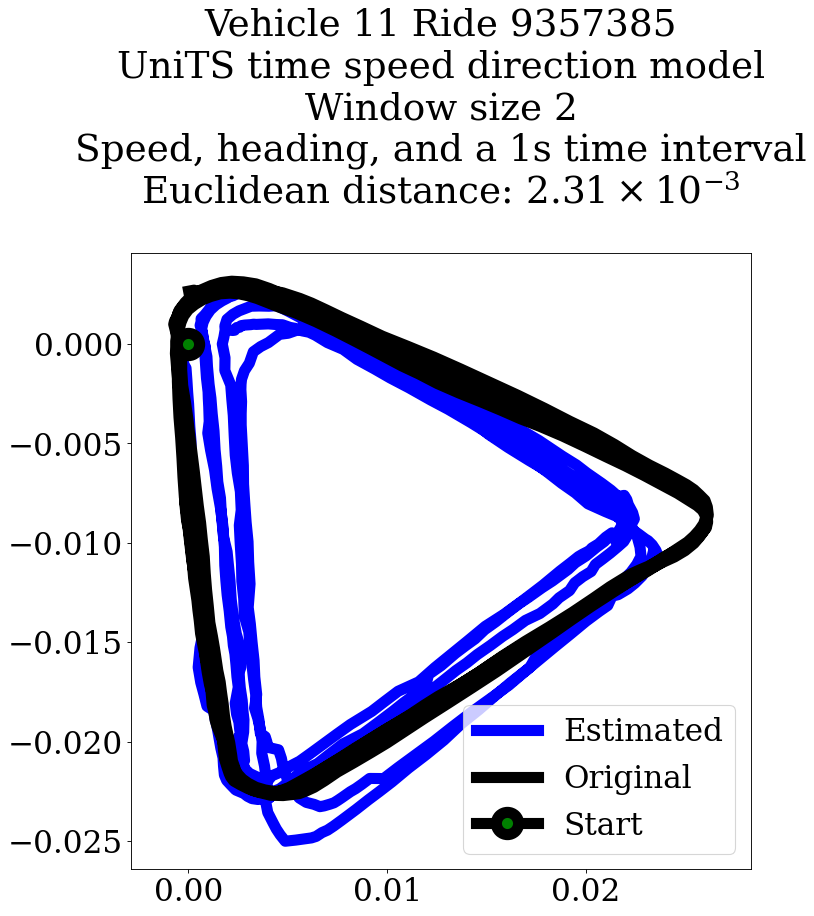 Vehicle 11 Ride 9357385
UniTS time speed direction model
Window size 2
Speed, heading, and a 1s time interval
Euclidean distance: 2.31 × 10⁻³
0.000
−0.005
−0.010
−0.015
−0.020
−0.025
Estimated
Original
Start
0.00 0.01 0.02